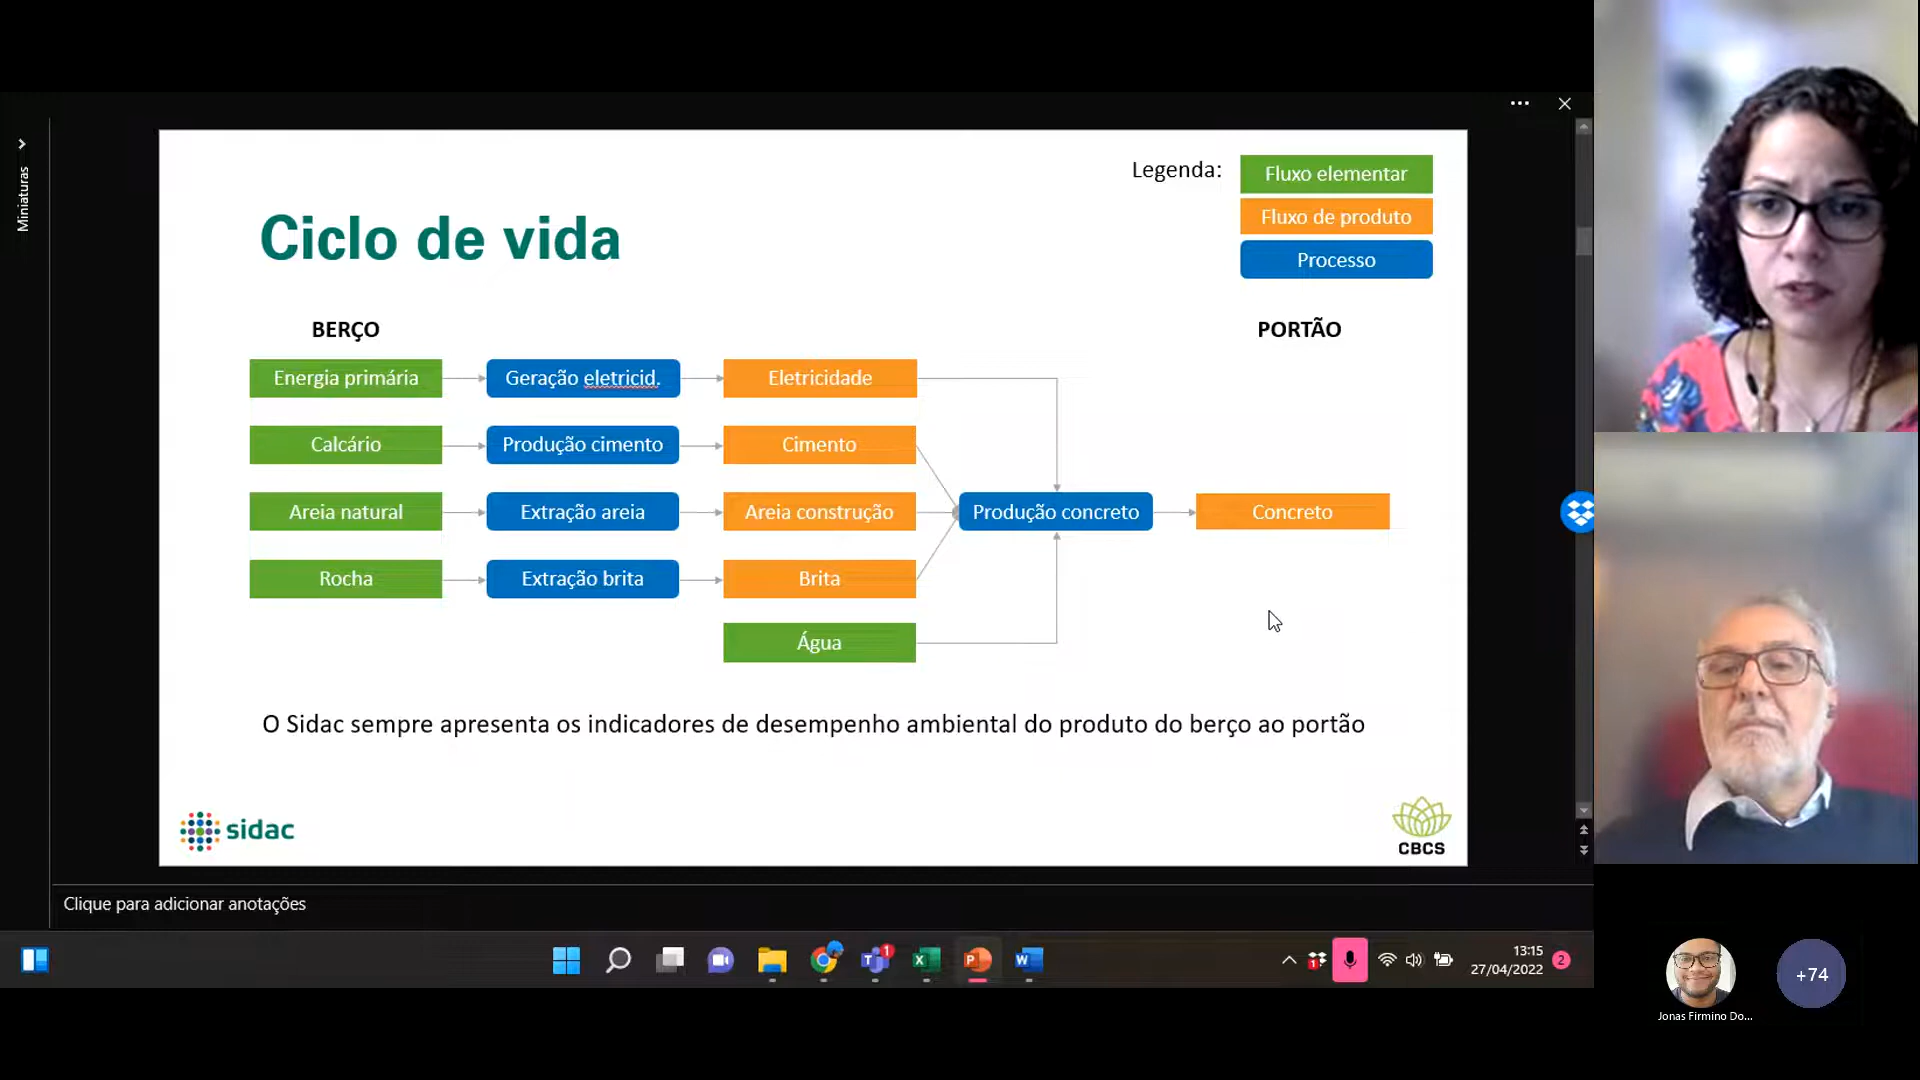 Miniaturas
Legenda:
Fluxo elementar
Fluxo de produto
Processo
Ciclo de vida
BERÇO
PORTÃO
Energia primária
Geração eletricid.
Eletricidade
Calcário
Produção cimento
Cimento
Areia natural
Extração areia
Areia construção
Produção concreto
Concreto
Rocha
Extração brita
Brita
Água
O Sidac sempre apresenta os indicadores de desempenho ambiental do produto do berço ao portão
sidac
CBCS
Clique para adicionar anotações
13:15
27/04/2022
2
1
1
+74
Jonas Firmino Do...